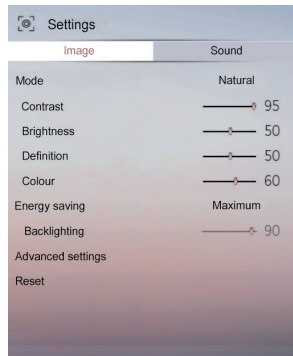 Settings
Image Sound
Mode Natural
Contrast 95
Brightness 50
Definition 50
Colour 60
Energy saving Maximum
Backlighting 90
Advanced settings
Reset